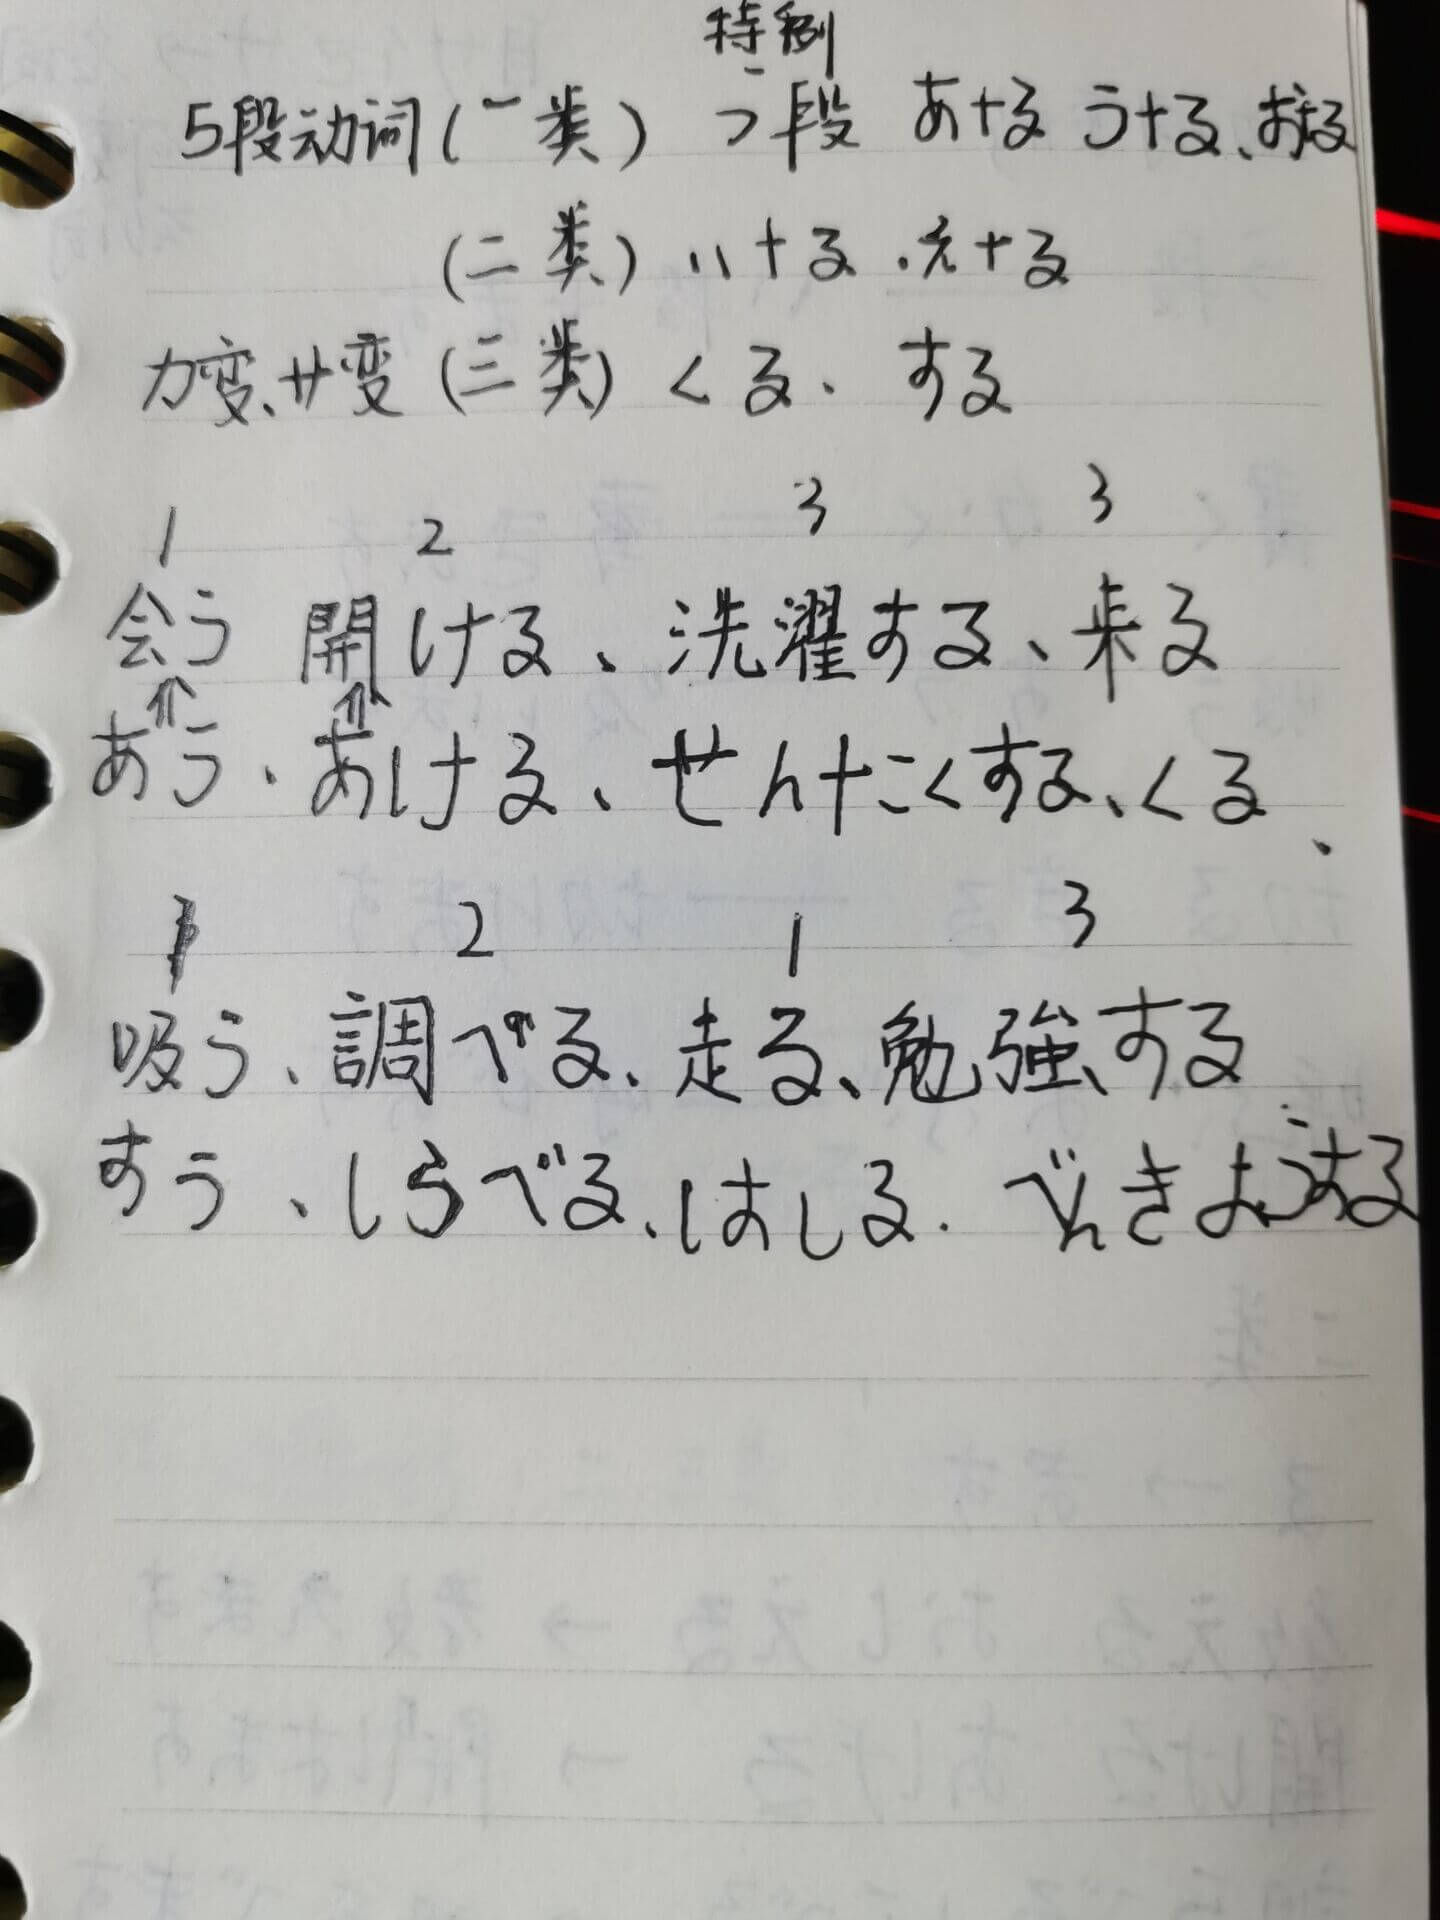 特例
5段动词(一类) う段 あ+る う+る、お+る
(二类) い+る、え+る
カ变、サ变 (三类) くる、する
1 2 3 3
会う 開ける、洗濯する、来る
あう、あける、せんたくする、くる、
1 2 1 3
吸う、調べる、走る、勉強する
すう、しらべる、はしる、べんきょうする